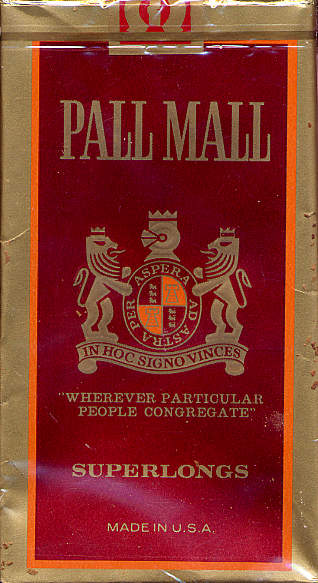 PALL MALL
PER ASPERA AD ASTRA
IN HOC SIGNO VINCES
"WHEREVER PARTICULAR
PEOPLE CONGREGATE"
SUPERLONGS
MADE IN U.S.A.